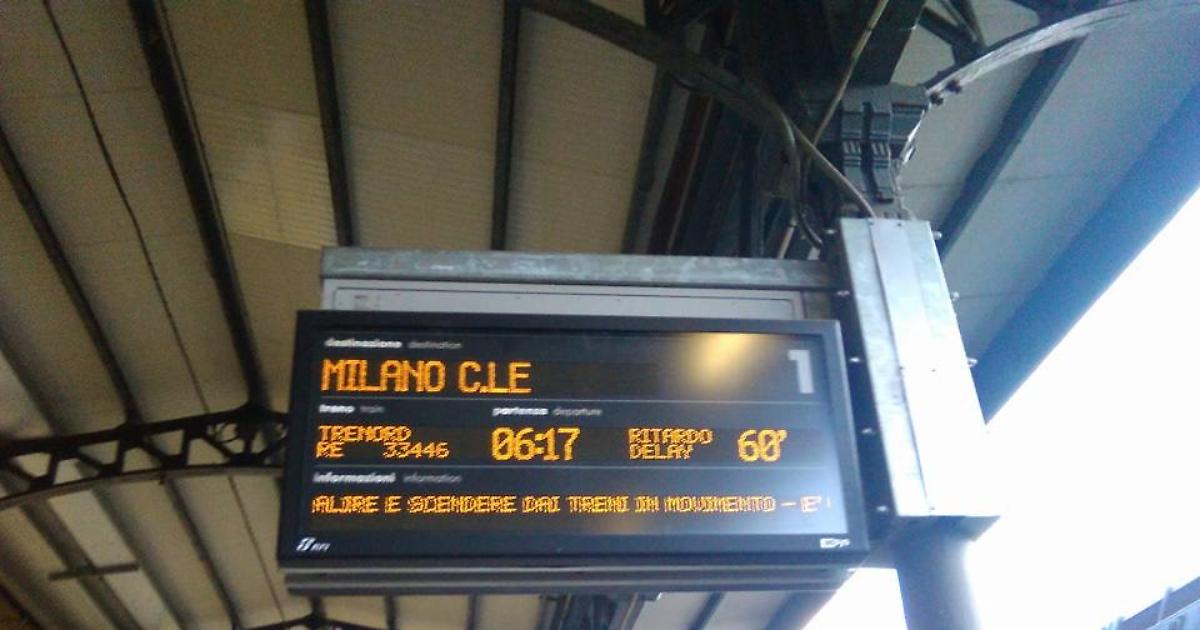 destinazione destination
MILANO C.LE 1
treno train partenza departure
TRENORD 06:17 RITARDO 60'
RE 33446 DELAY
informazioni information
ALIRE E SCENDERE DAI TRENI IN MOVIMENTO - E'
RFI